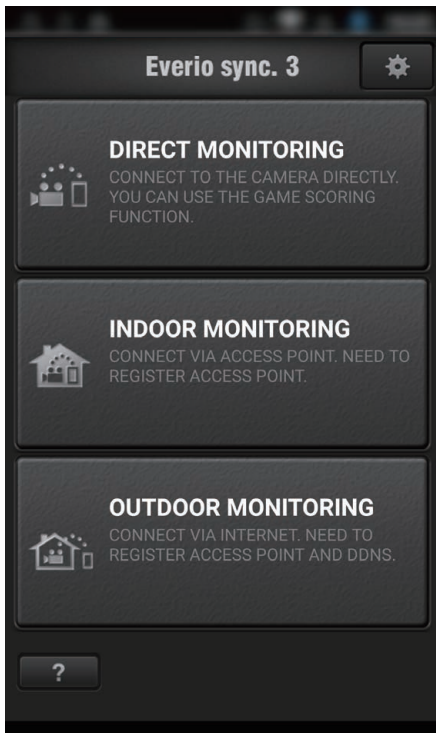 Everio sync. 3
DIRECT MONITORING
CONNECT TO THE CAMERA DIRECTLY.
YOU CAN USE THE GAME SCORING
FUNCTION.
INDOOR MONITORING
CONNECT VIA ACCESS POINT. NEED TO
REGISTER ACCESS POINT.
OUTDOOR MONITORING
CONNECT VIA INTERNET. NEED TO
REGISTER ACCESS POINT AND DDNS.
?